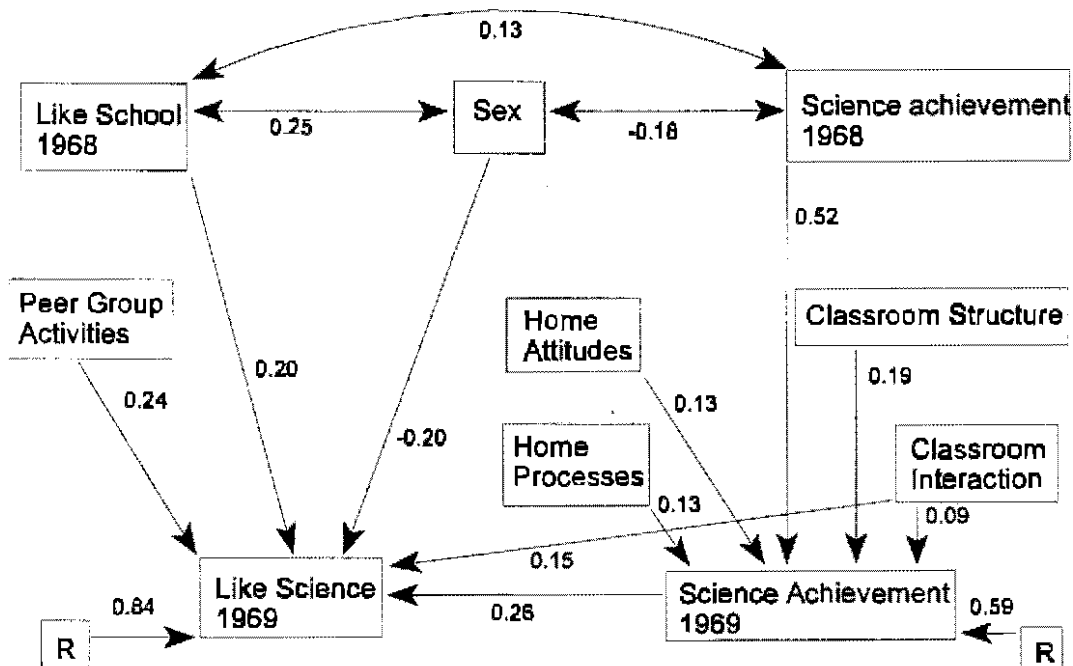 0.13
Like School
1968
0.25
Sex
-0.18
Science achievement
1968
0.52
Peer Group
Activities
0.24
0.20
-0.20
Home
Attitudes
0.13
Classroom Structure
0.19
Home
Processes
0.13
Classroom
Interaction
0.09
0.15
Like Science
1969
0.26
Science Achievement
1969
0.84
R
0.59
R